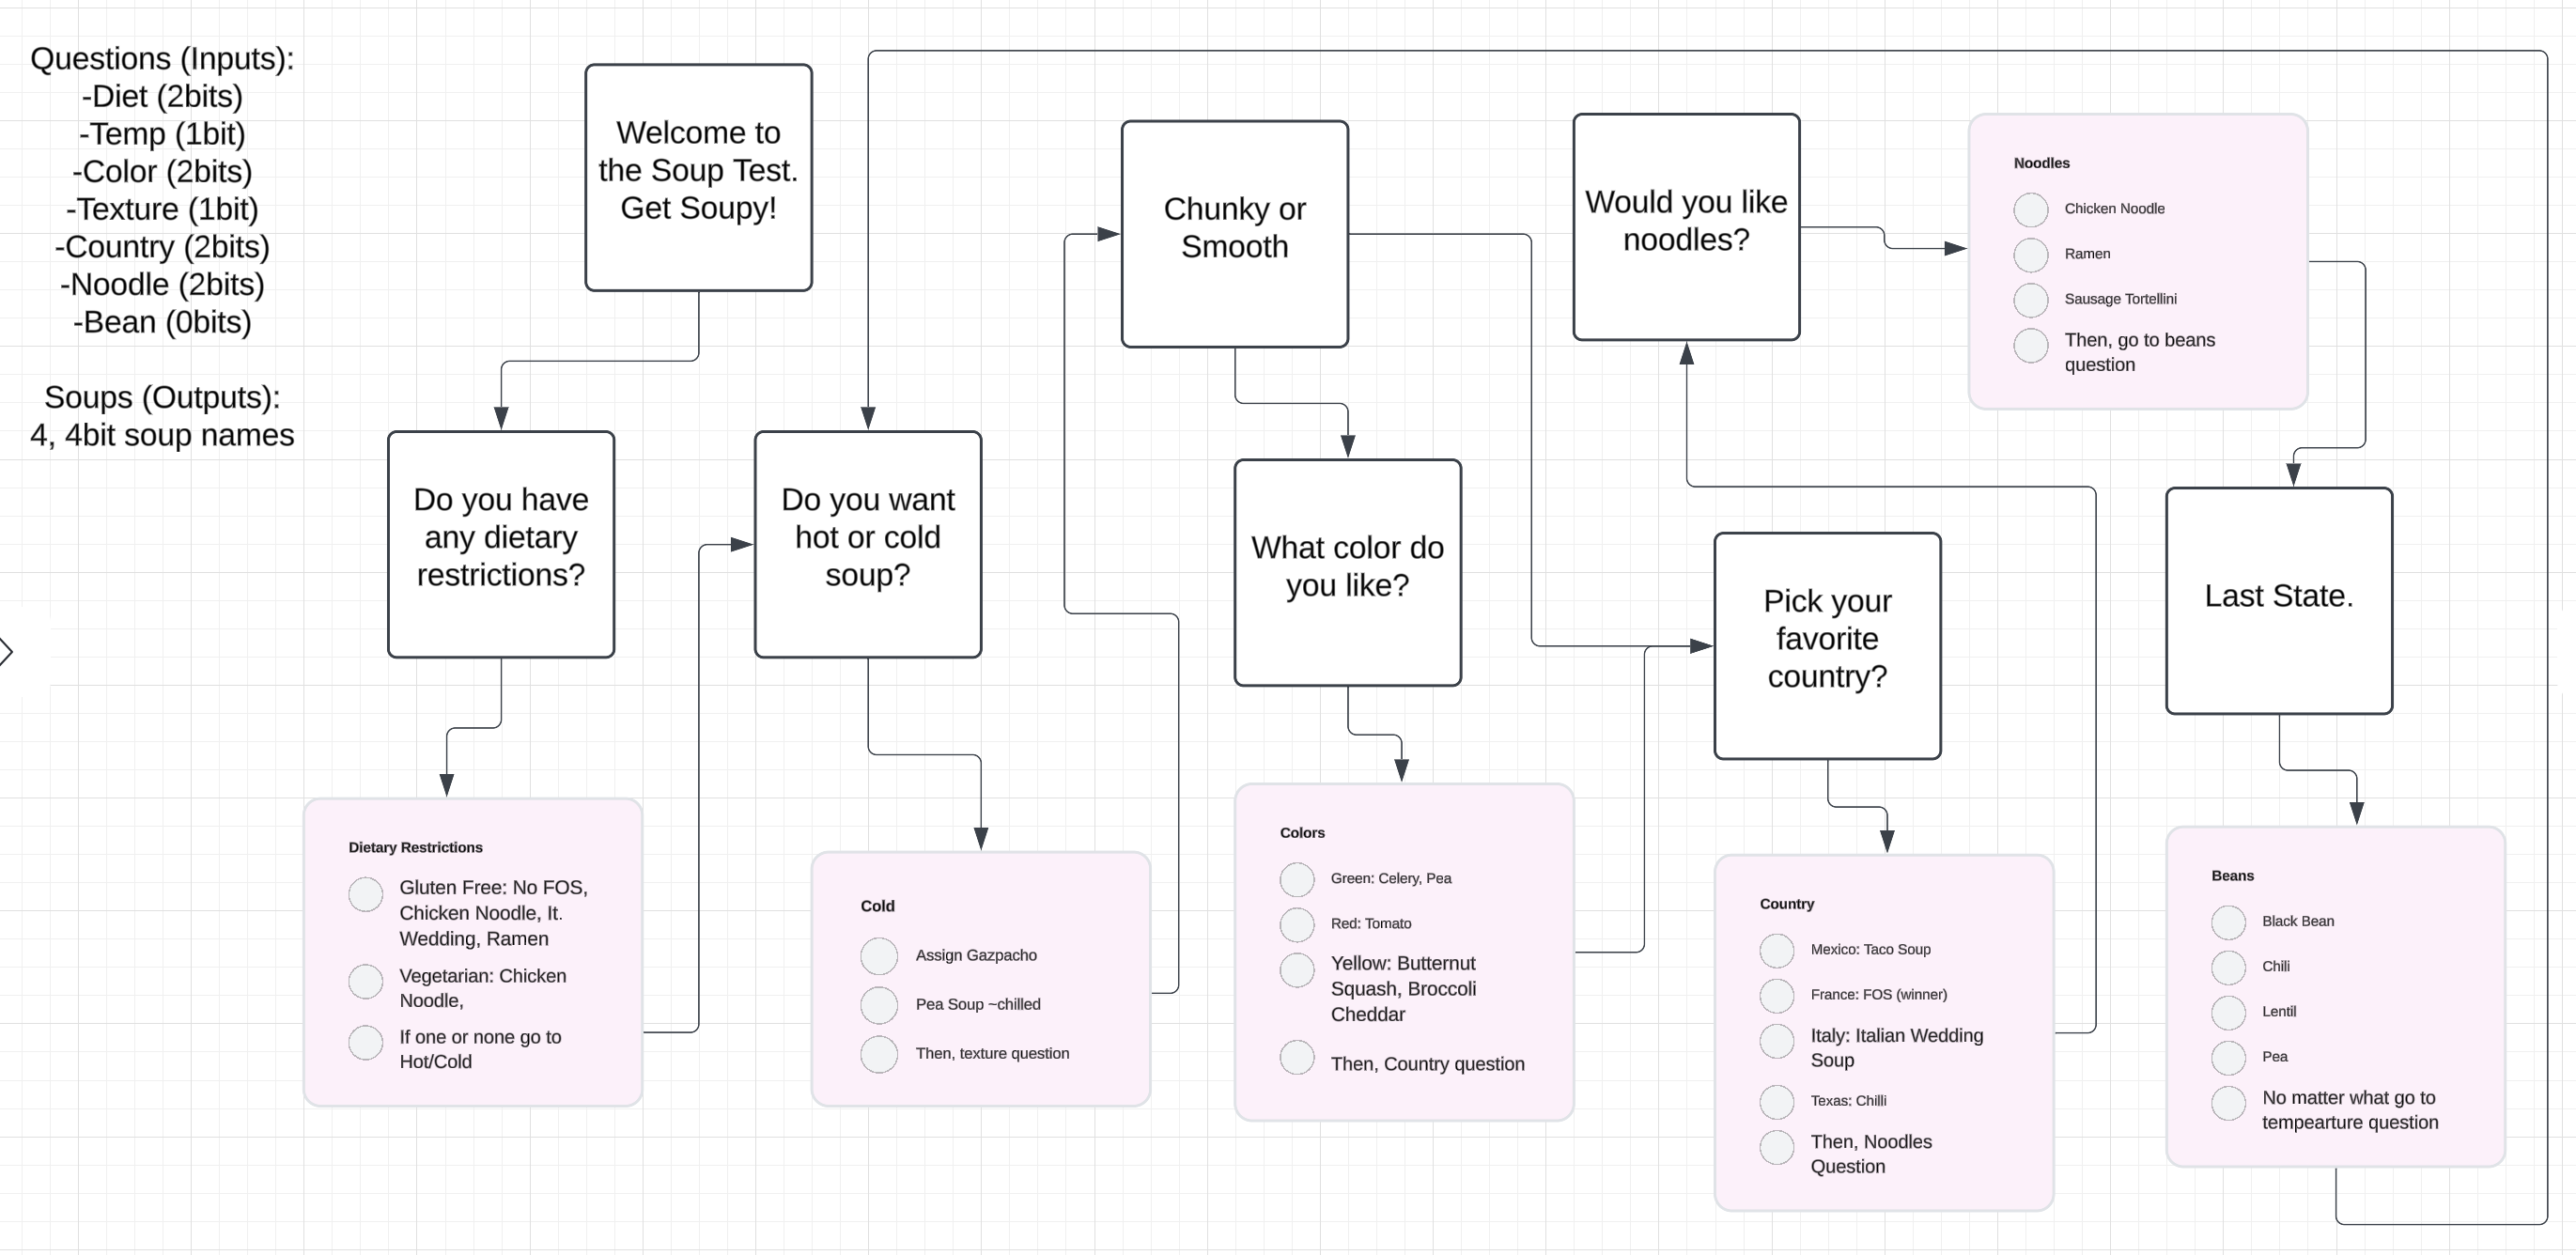 Questions (Inputs):
-Diet (2bits)
-Temp (1bit)
-Color (2bits)
-Texture (1bit)
-Country (2bits)
-Noodle (2bits)
-Bean (0bits)
Soups (Outputs):
4, 4bit soup names
Welcome to
the Soup Test.
Get Soupy!
Do you have
any dietary
restrictions?
Dietary Restrictions
Gluten Free: No FOS,
Chicken Noodle, It.
Wedding, Ramen
Vegetarian: Chicken
Noodle,
If one or none go to
Hot/Cold
Do you want
hot or cold
soup?
Cold
Assign Gazpacho
Pea Soup ~chilled
Then, texture question
Chunky or
Smooth
What color do
you like?
Colors
Green: Celery, Pea
Red: Tomato
Yellow: Butternut
Squash, Broccoli
Cheddar
Then, Country question
Pick your
favorite
country?
Country
Mexico: Taco Soup
France: FOS (winner)
Italy: Italian Wedding
Soup
Texas: Chilli
Then, Noodles
Question
Would you like
noodles?
Noodles
Chicken Noodle
Ramen
Sausage Tortellini
Then, go to beans
question
Last State.
Beans
Black Bean
Chili
Lentil
Pea
No matter what go to
tempearture question